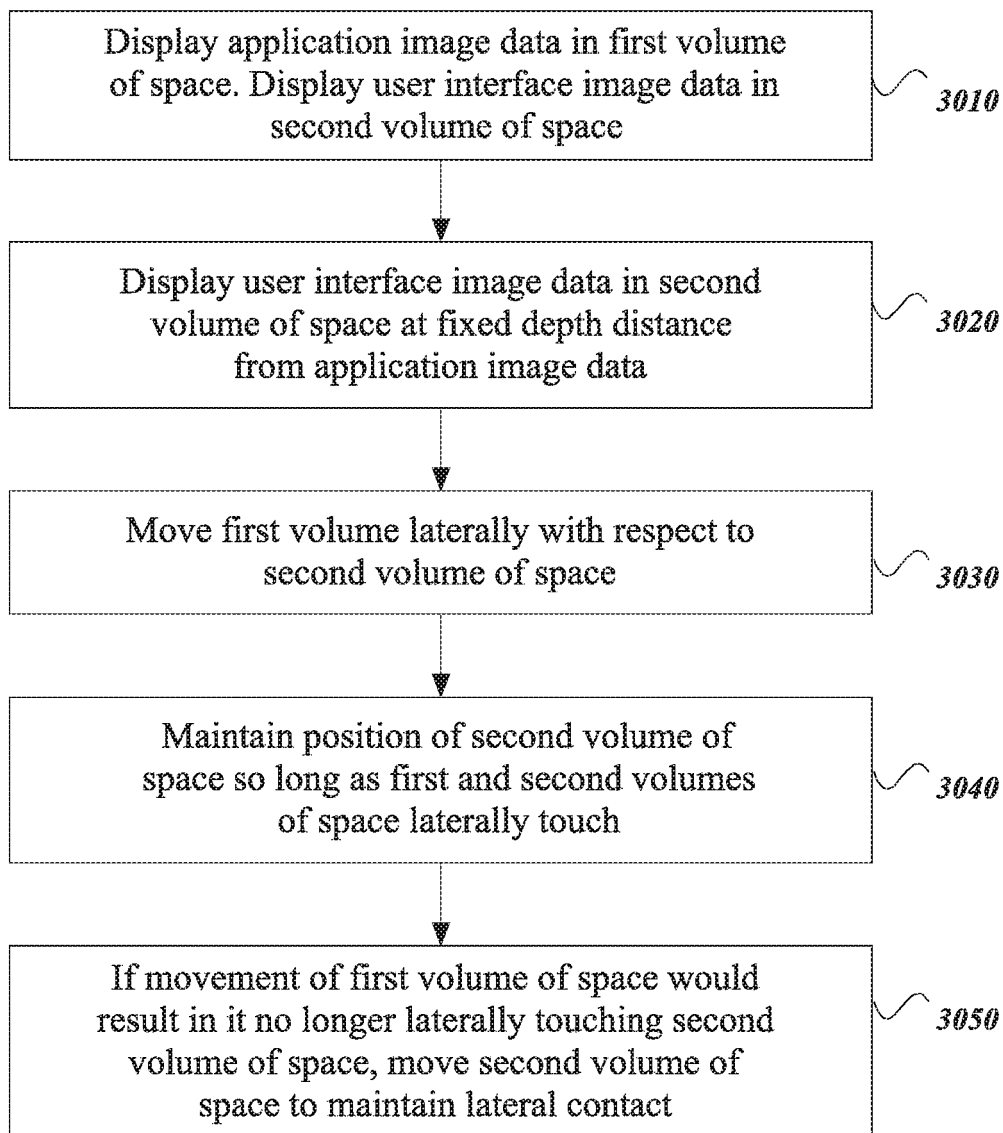 Display application image data in first volume
of space. Display user interface image data in
second volume of space
3010
Display user interface image data in second
volume of space at fixed depth distance
from application image data
3020
Move first volume laterally with respect to
second volume of space
3030
Maintain position of second volume of
space so long as first and second volumes
of space laterally touch
3040
If movement of first volume of space would
result in it no longer laterally touching second
volume of space, move second volume of
space to maintain lateral contact
3050